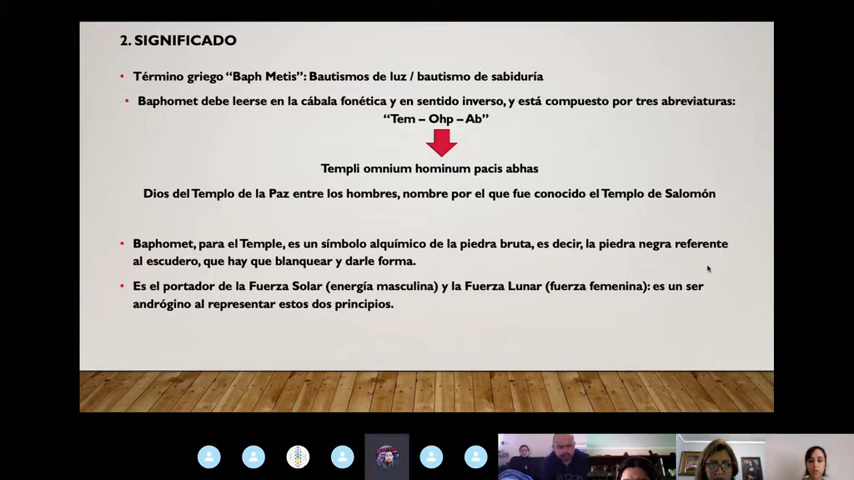 2. SIGNIFICADO
• Término griego “Baph Metis”: Bautismos de luz / bautismo de sabiduría
• Baphomet debe leerse en la cábala fonética y en sentido inverso, y está compuesto por tres abreviaturas:
“Tem – Ohp – Ab”
Templi omnium hominum pacis abhas
Dios del Templo de la Paz entre los hombres, nombre por el que fue conocido el Templo de Salomón
• Baphomet, para el Temple, es un símbolo alquímico de la piedra bruta, es decir, la piedra negra referente
al escudero, que hay que blanquear y darle forma.
• Es el portador de la Fuerza Solar (energía masculina) y la Fuerza Lunar (fuerza femenina): es un ser
andrógino al representar estos dos principios.